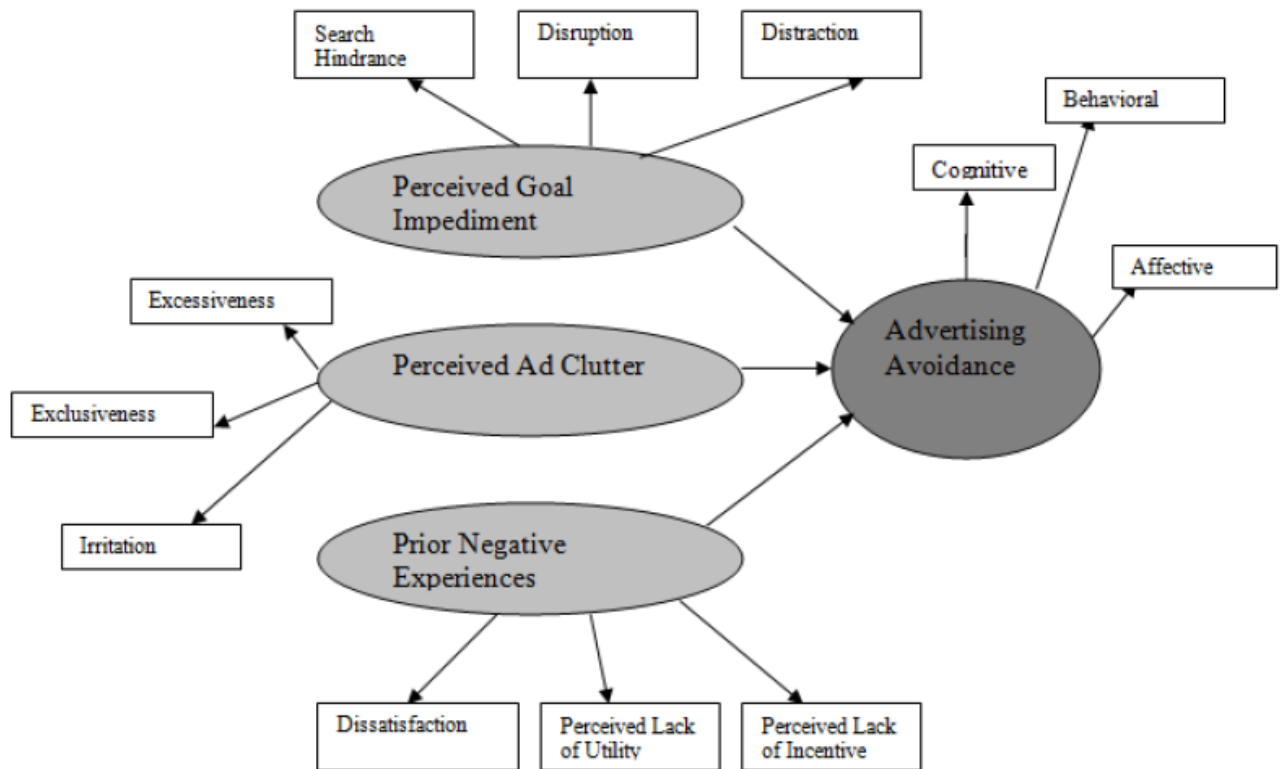 Search
Hindrance
Disruption
Distraction
Behavioral
Cognitive
Perceived Goal
Impediment
Affective
Excessiveness
Advertising
Avoidance
Perceived Ad Clutter
Exclusiveness
Irritation
Prior Negative
Experiences
Dissatisfaction
Perceived Lack
of Utility
Perceived Lack
of Incentive